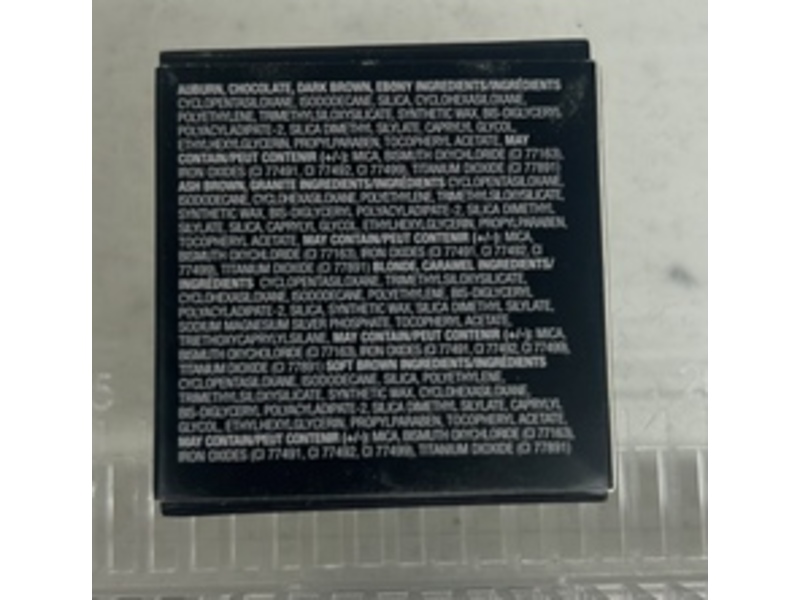 AUBURN, CHOCOLATE, DARK BROWN, EBONY INGREDIENTS/INGRÉDIENTS
CYCLOPENTASILOXANE, ISODODECANE, SILICA, CYCLOHEXASILOXANE,
POLYETHYLENE, TRIMETHYLSILOXYSILICATE, SYNTHETIC WAX, BIS-DIGLYCERYL
POLYACYLADIPATE-2, SILICA DIMETHYL SILYLATE, CAPRYLYL GLYCOL,
ETHYLHEXYLGLYCERIN, PROPYLPARABEN, TOCOPHERYL ACETATE, MAY
CONTAIN/PEUT CONTENIR (+/-): MICA, BISMUTH OXYCHLORIDE (CI 77163),
IRON OXIDES (CI 77491, CI 77492, CI 77499), TITANIUM DIOXIDE (CI 77891)
ASH BROWN, GRANITE INGREDIENTS/INGRÉDIENTS CYCLOPENTASILOXANE,
ISODODECANE, CYCLOHEXASILOXANE, POLYETHYLENE, TRIMETHYLSILOXYSILICATE,
SYNTHETIC WAX, BIS-DIGLYCERYL POLYACYLADIPATE-2, SILICA DIMETHYL
SILYLATE, SILICA, CAPRYLYL GLYCOL, ETHYLHEXYLGLYCERIN, PROPYLPARABEN,
TOCOPHERYL ACETATE, MAY CONTAIN/PEUT CONTENIR (+/-): MICA,
BISMUTH OXYCHLORIDE (CI 77163), IRON OXIDES (CI 77491, CI 77492, CI
77499), TITANIUM DIOXIDE (CI 77891) BLONDE, CARAMEL INGREDIENTS/
INGRÉDIENTS CYCLOPENTASILOXANE, TRIMETHYLSILOXYSILICATE,
CYCLOHEXASILOXANE, ISODODECANE, POLYETHYLENE, BIS-DIGLYCERYL
POLYACYLADIPATE-2, SILICA, SYNTHETIC WAX, SILICA DIMETHYL SILYLATE,
SODIUM MAGNESIUM SILVER PHOSPHATE, TOCOPHERYL ACETATE,
TRIETHOXYCAPRYLYLSILANE, MAY CONTAIN/PEUT CONTENIR (+/-): MICA,
BISMUTH OXYCHLORIDE (CI 77163), IRON OXIDES (CI 77491, CI 77492, CI 77499),
TITANIUM DIOXIDE (CI 77891) SOFT BROWN INGREDIENTS/INGRÉDIENTS
CYCLOPENTASILOXANE, ISODODECANE, SILICA, POLYETHYLENE,
TRIMETHYLSILOXYSILICATE, SYNTHETIC WAX, CYCLOHEXASILOXANE,
BIS-DIGLYCERYL POLYACYLADIPATE-2, SILICA DIMETHYL SILYLATE, CAPRYLYL
GLYCOL, ETHYLHEXYLGLYCERIN, PROPYLPARABEN, TOCOPHERYL ACETATE,
MAY CONTAIN/PEUT CONTENIR (+/-): MICA, BISMUTH OXYCHLORIDE (CI 77163),
IRON OXIDES (CI 77491, CI 77492, CI 77499), TITANIUM DIOXIDE (CI 77891)